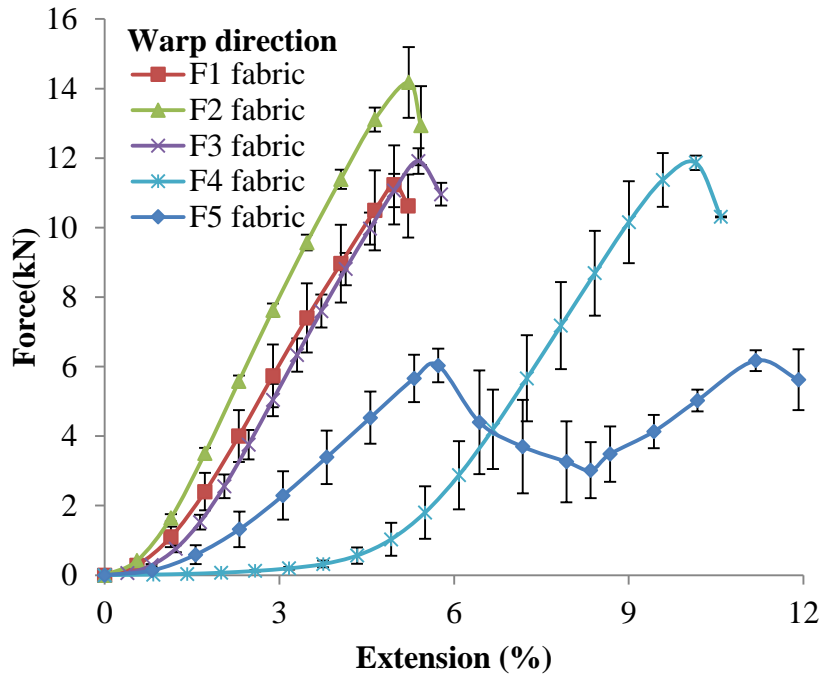 Warp direction
F1 fabric
F2 fabric
F3 fabric
F4 fabric
F5 fabric
Force(kN)
16
14
12
10
8
6
4
2
0
0 3 6 9 12
Extension (%)